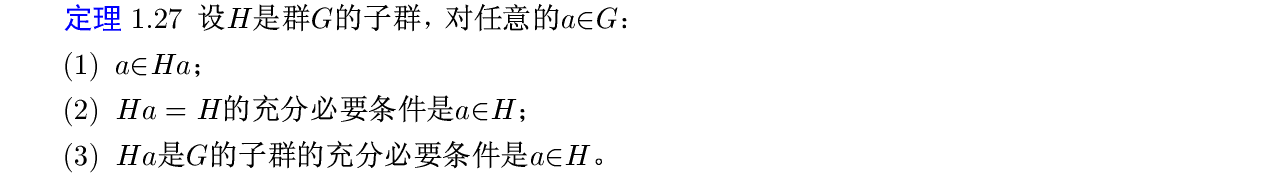 定理 1.27 设H是群G的子群，对任意的a∈G：
(1) a∈Ha；
(2) Ha = H的充分必要条件是a∈H；
(3) Ha是G的子群的充分必要条件是a∈H。